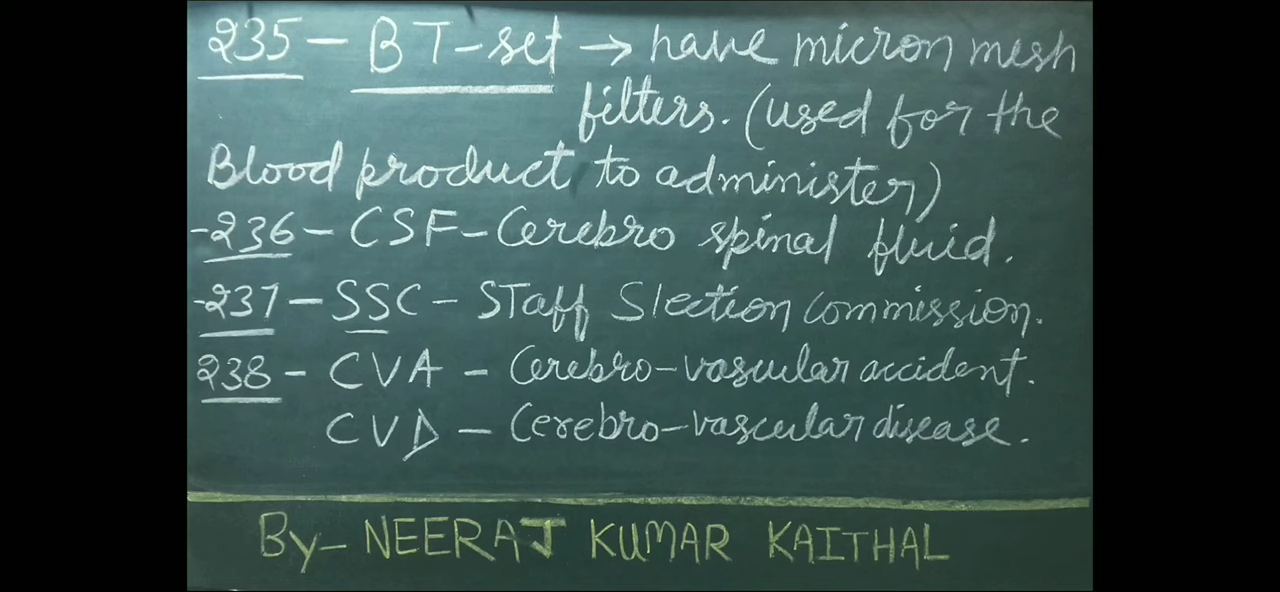 235 - BT-set → have micron mesh
filters. (used for the
Blood product to administer)
-236 - CSF - Cerebro spinal fluid.
-237 - SSC - STaff Slection commission.
238 - CVA - Cerebro-vascular accident.
CVD - Cerebro-vascular disease.
By- NEERAJ KUMAR KAITHAL